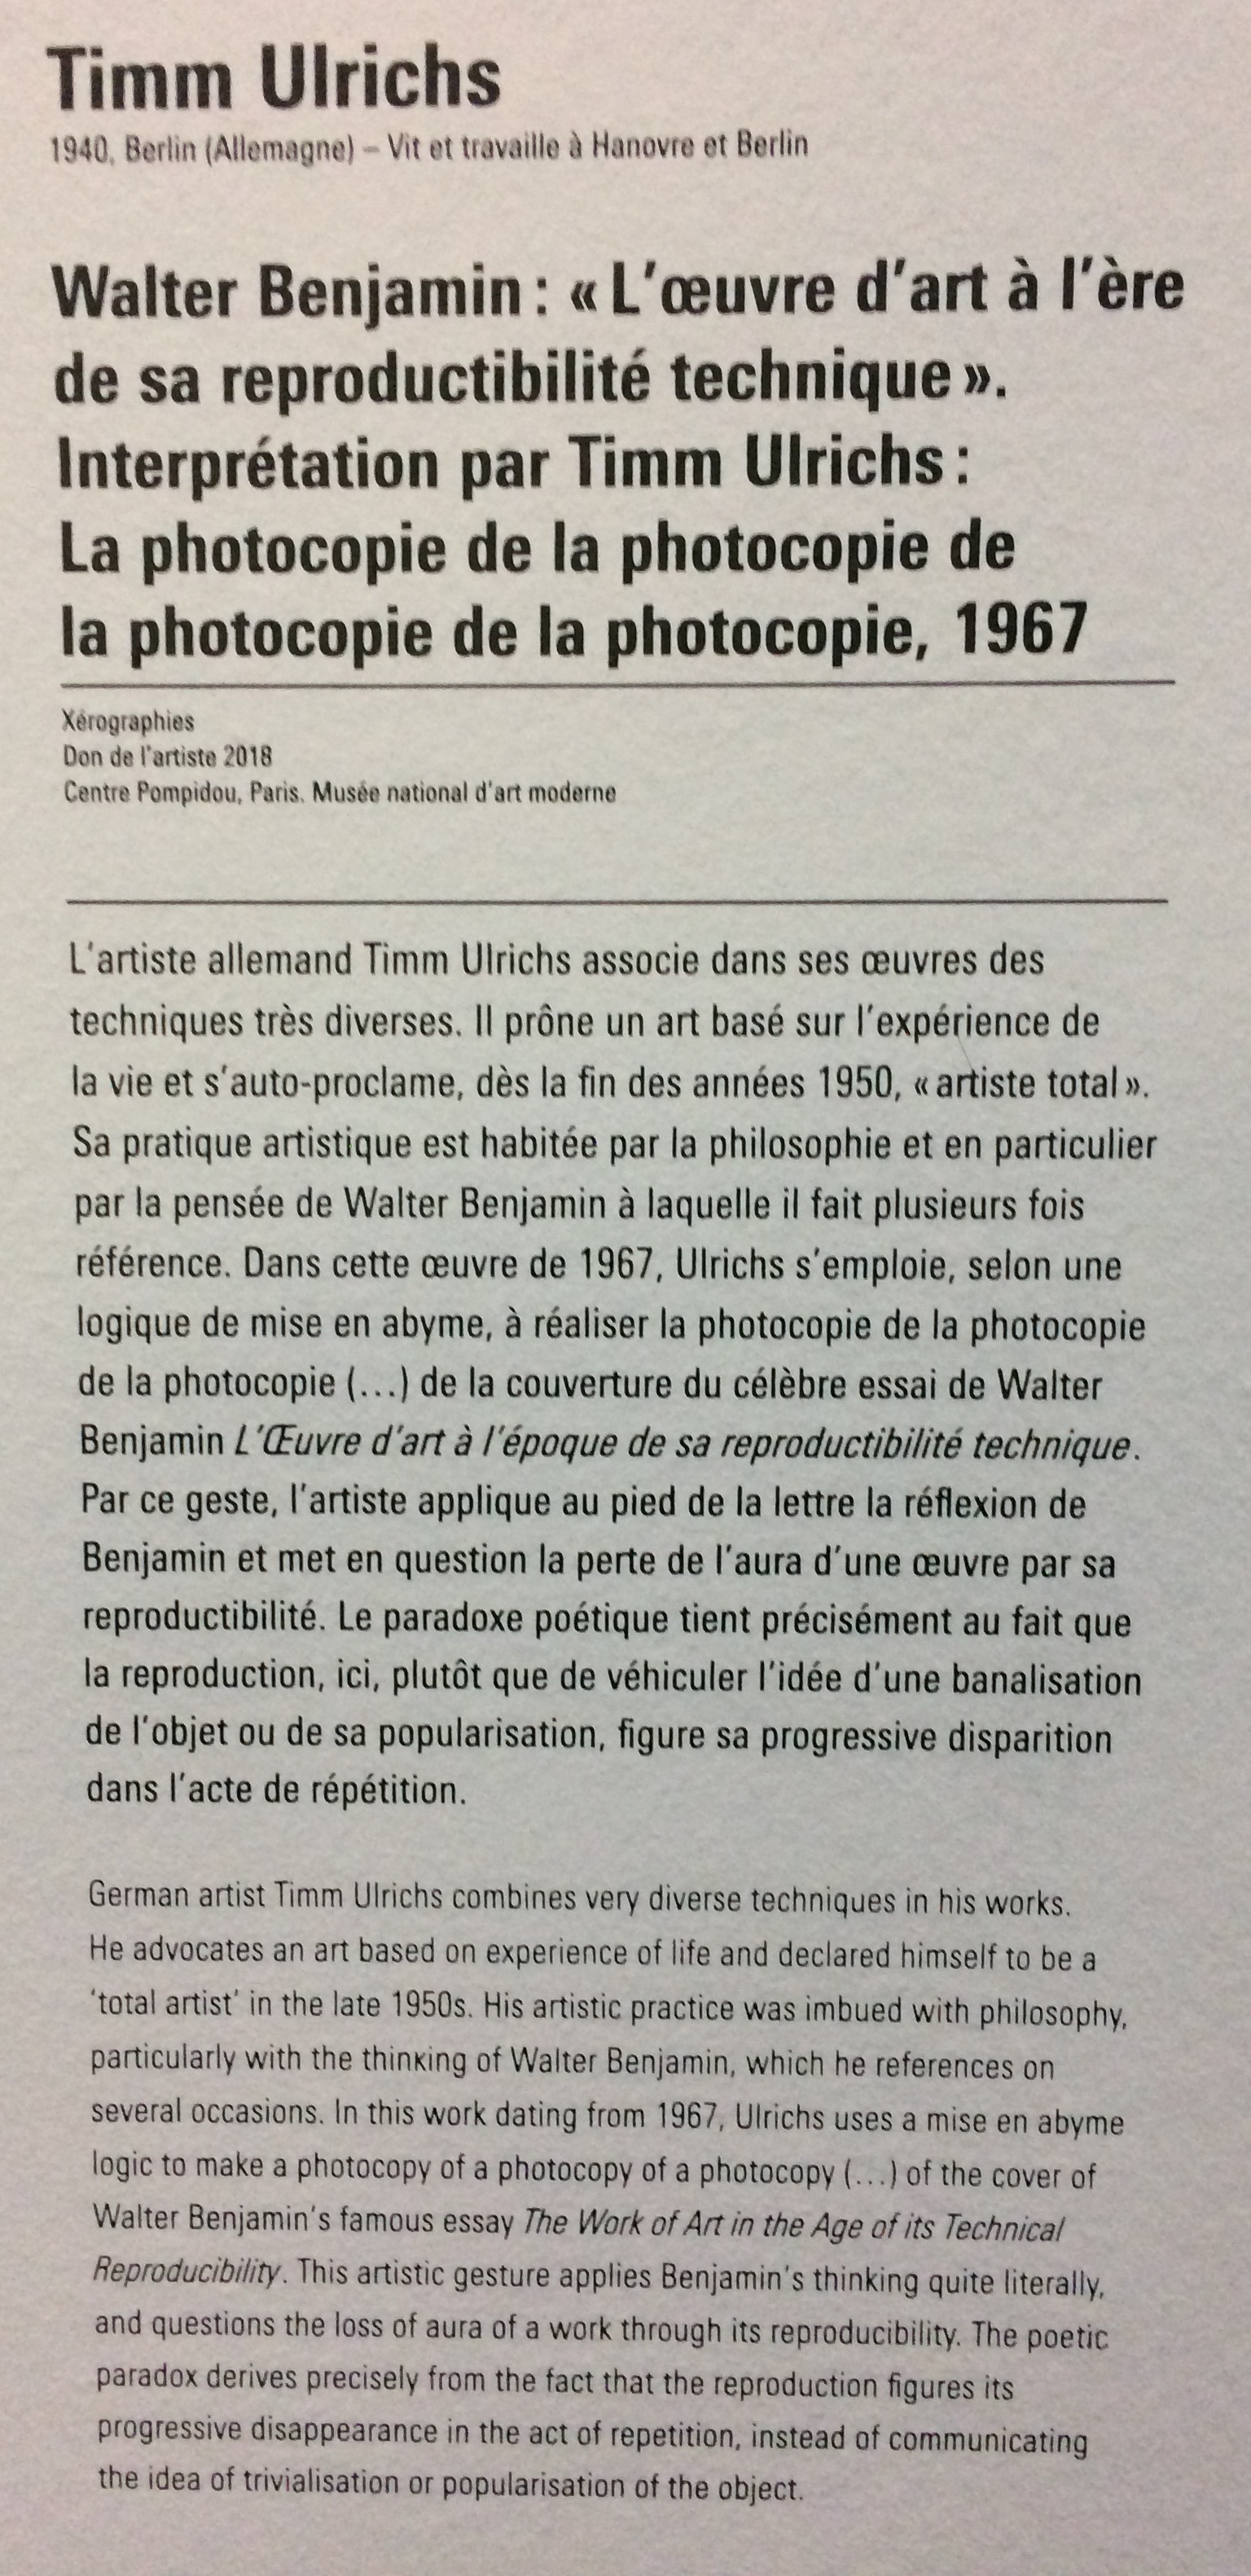 Timm Ulrichs
1940, Berlin (Allemagne) – Vit et travaille à Hanovre et Berlin
Walter Benjamin : « L'œuvre d'art à l'ère
de sa reproductibilité technique ».
Interprétation par Timm Ulrichs :
La photocopie de la photocopie de
la photocopie de la photocopie, 1967
Xérographies
Don de l'artiste 2018
Centre Pompidou, Paris. Musée national d'art moderne
L'artiste allemand Timm Ulrichs associe dans ses œuvres des
techniques très diverses. Il prône un art basé sur l'expérience de
la vie et s'auto-proclame, dès la fin des années 1950, « artiste total ».
Sa pratique artistique est habitée par la philosophie et en particulier
par la pensée de Walter Benjamin à laquelle il fait plusieurs fois
référence. Dans cette œuvre de 1967, Ulrichs s'emploie, selon une
logique de mise en abyme, à réaliser la photocopie de la photocopie
de la photocopie (...) de la couverture du célèbre essai de Walter
Benjamin L'Œuvre d'art à l'époque de sa reproductibilité technique.
Par ce geste, l'artiste applique au pied de la lettre la réflexion de
Benjamin et met en question la perte de l'aura d'une œuvre par sa
reproductibilité. Le paradoxe poétique tient précisément au fait que
la reproduction, ici, plutôt que de véhiculer l'idée d'une banalisation
de l'objet ou de sa popularisation, figure sa progressive disparition
dans l'acte de répétition.
German artist Timm Ulrichs combines very diverse techniques in his works.
He advocates an art based on experience of life and declared himself to be a
'total artist' in the late 1950s. His artistic practice was imbued with philosophy,
particularly with the thinking of Walter Benjamin, which he references on
several occasions. In this work dating from 1967, Ulrichs uses a mise en abyme
logic to make a photocopy of a photocopy of a photocopy (...) of the cover of
Walter Benjamin's famous essay The Work of Art in the Age of its Technical
Reproducibility. This artistic gesture applies Benjamin's thinking quite literally,
and questions the loss of aura of a work through its reproducibility. The poetic
paradox derives precisely from the fact that the reproduction figures its
progressive disappearance in the act of repetition, instead of communicating
the idea of trivialisation or popularisation of the object.